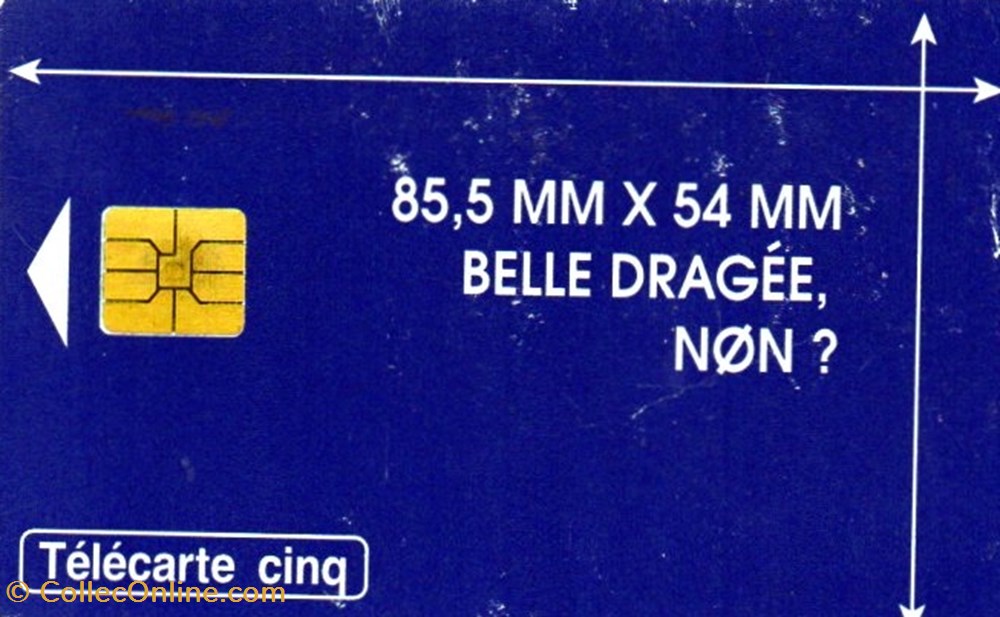 85,5 MM X 54 MM
BELLE DRAGÉE,
NØN ?
Télécarte cinq
© CollecOnline.com